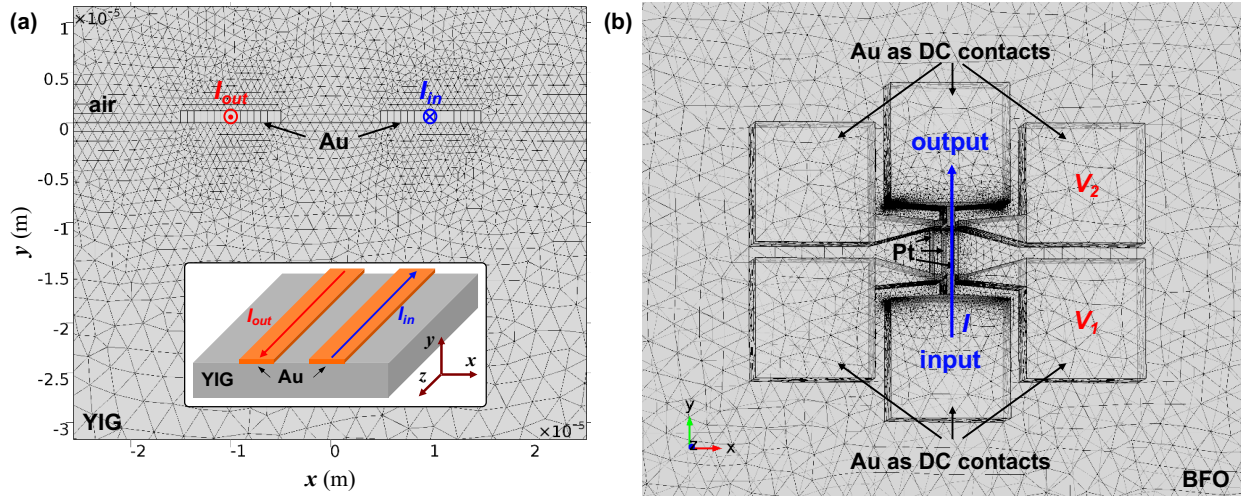 (a)
×10⁻⁵
1
0.5
0
-0.5
-1
-1.5
-2
-2.5
-3
y (m)
air
I_out
I_in
Au
I_out
I_in
YIG
Au
y
x
z
YIG
×10⁻⁵
-2
-1
0
1
2
x (m)
(b)
Au as DC contacts
output
V₂
Pt
I
V₁
input
y
z
x
Au as DC contacts
BFO